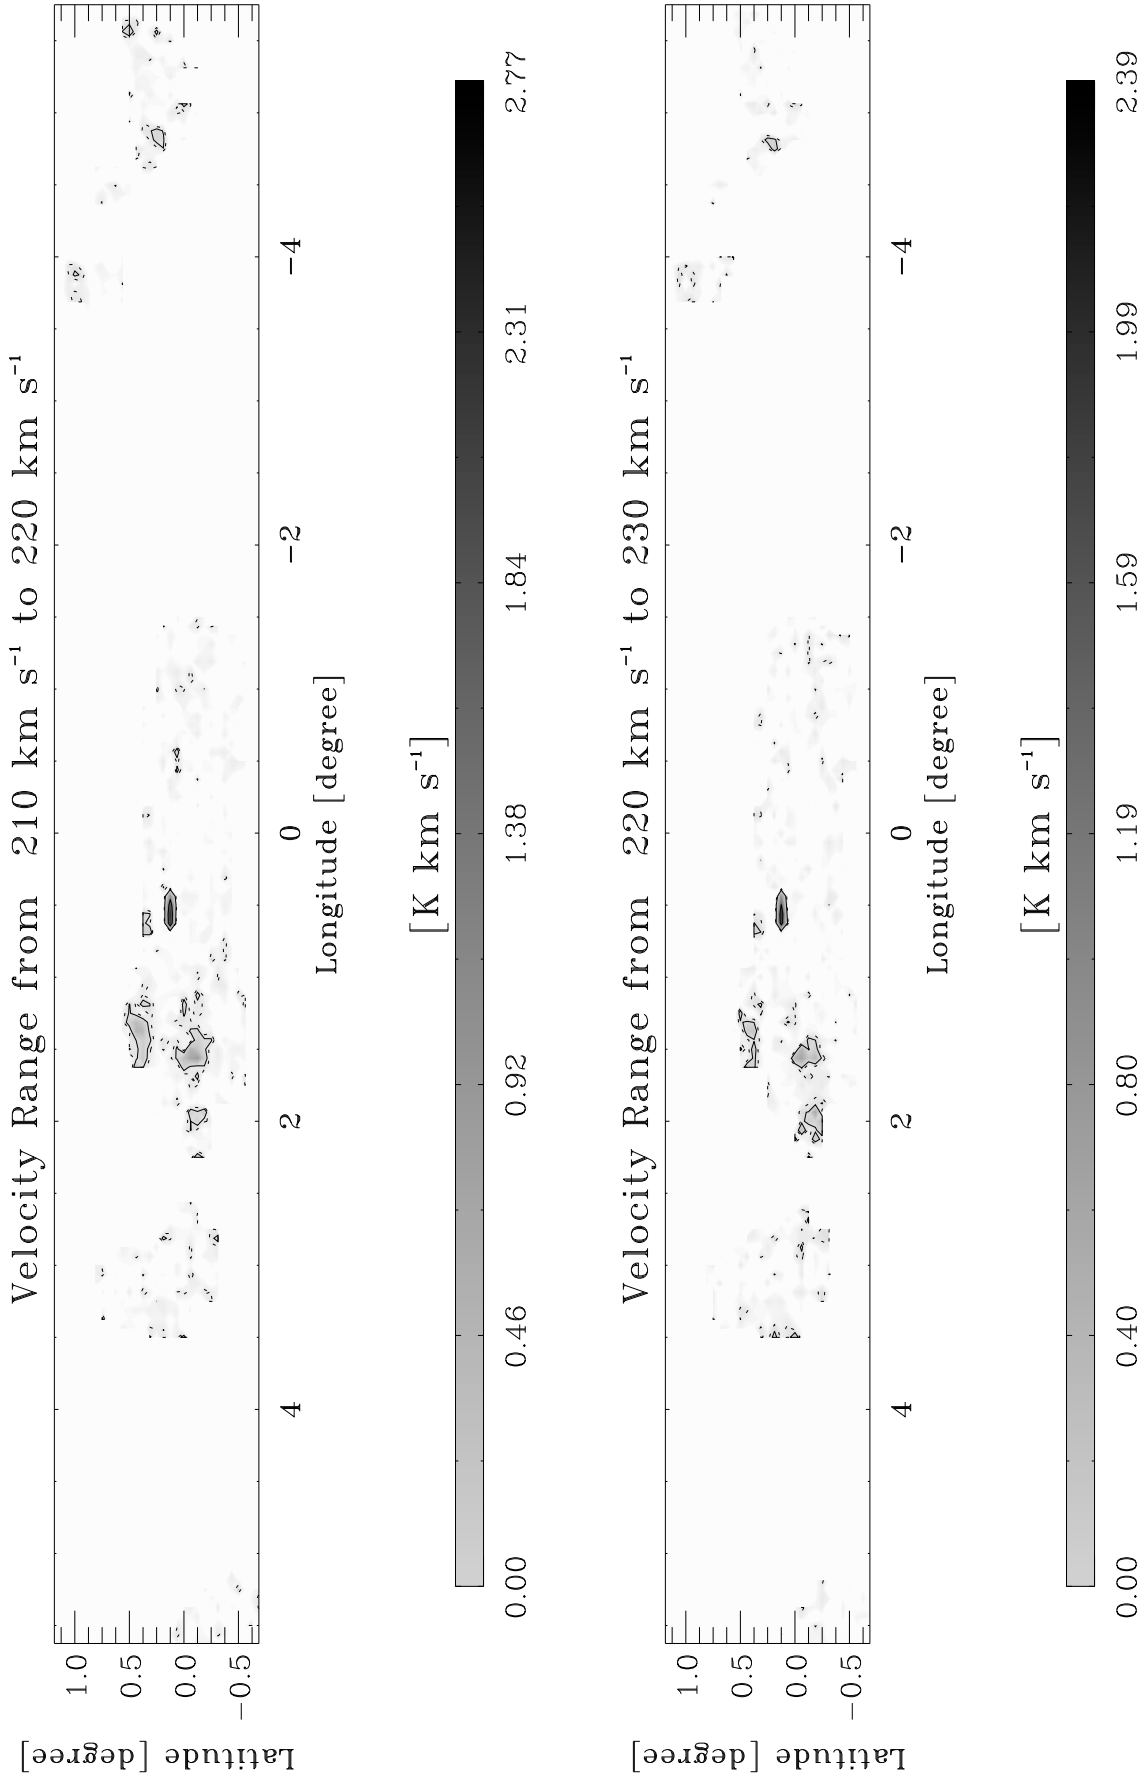 Velocity Range from 210 km s⁻¹ to 220 km s⁻¹
Latitude [degree]
1.0
0.5
0.0
−0.5
4
2
0
−2
−4
Longitude [degree]
[K km s⁻¹]
0.00 0.46 0.92 1.38 1.84 2.31 2.77
Velocity Range from 220 km s⁻¹ to 230 km s⁻¹
Latitude [degree]
1.0
0.5
0.0
−0.5
4
2
0
−2
−4
Longitude [degree]
[K km s⁻¹]
0.00 0.40 0.80 1.19 1.59 1.99 2.39